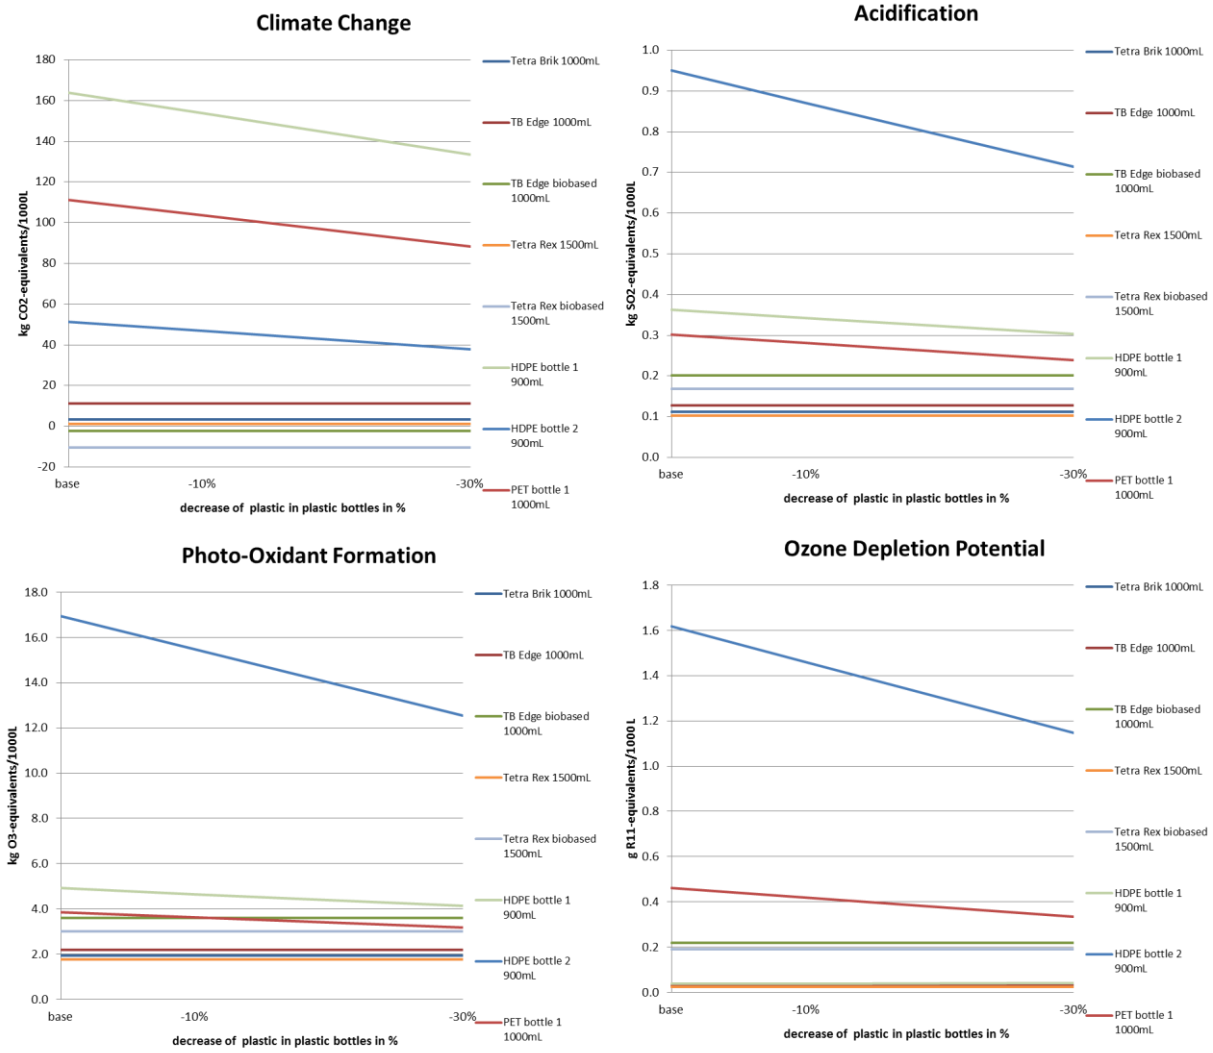 Climate Change
kg CO2-equivalents/1000L
180
160
140
120
100
80
60
40
20
0
-20
base
-10%
-30%
decrease of plastic in plastic bottles in %
Tetra Brik 1000mL
TB Edge 1000mL
TB Edge biobased
1000mL
Tetra Rex 1500mL
Tetra Rex biobased
1500mL
HDPE bottle 1
900mL
HDPE bottle 2
900mL
PET bottle 1
1000mL
Acidification
kg SO2-equivalents/1000L
1.0
0.9
0.8
0.7
0.6
0.5
0.4
0.3
0.2
0.1
0.0
base
-10%
-30%
decrease of plastic in plastic bottles in %
Tetra Brik 1000mL
TB Edge 1000mL
TB Edge biobased
1000mL
Tetra Rex 1500mL
Tetra Rex biobased
1500mL
HDPE bottle 1
900mL
HDPE bottle 2
900mL
PET bottle 1
1000mL
Photo-Oxidant Formation
kg O3-equivalents/1000L
18.0
16.0
14.0
12.0
10.0
8.0
6.0
4.0
2.0
0.0
base
-10%
-30%
decrease of plastic in plastic bottles in %
Tetra Brik 1000mL
TB Edge 1000mL
TB Edge biobased
1000mL
Tetra Rex 1500mL
Tetra Rex biobased
1500mL
HDPE bottle 1
900mL
HDPE bottle 2
900mL
PET bottle 1
1000mL
Ozone Depletion Potential
g R11-equivalents/1000L
1.8
1.6
1.4
1.2
1.0
0.8
0.6
0.4
0.2
0.0
base
-10%
-30%
decrease of plastic in plastic bottles in %
Tetra Brik 1000mL
TB Edge 1000mL
TB Edge biobased
1000mL
Tetra Rex 1500mL
Tetra Rex biobased
1500mL
HDPE bottle 1
900mL
HDPE bottle 2
900mL
PET bottle 1
1000mL